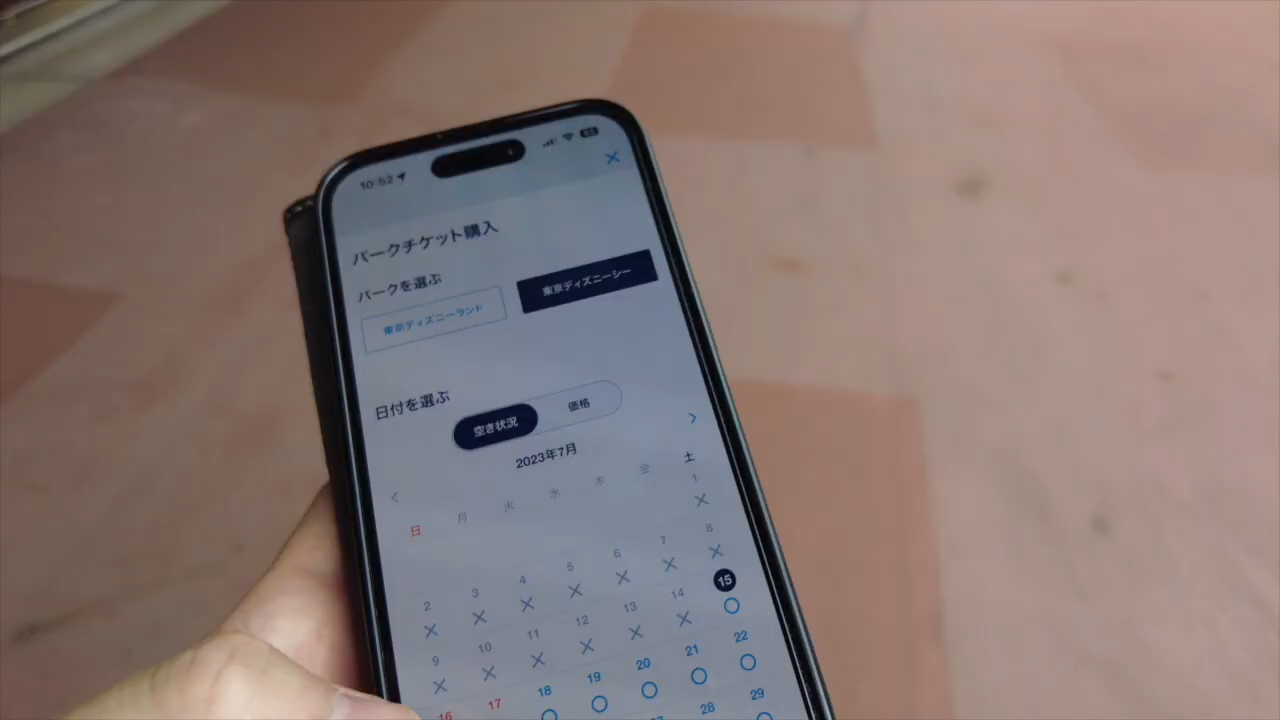 10:52
パークチケット購入
パークを選ぶ
東京ディズニーランド 東京ディズニーシー
日付を選ぶ
空き状況 価格
2023年7月
日 月 火 水 木 金 土
1
2 3 4 5 6 7 8
9 10 11 12 13 14 15
16 17 18 19 20 21 22
28 29